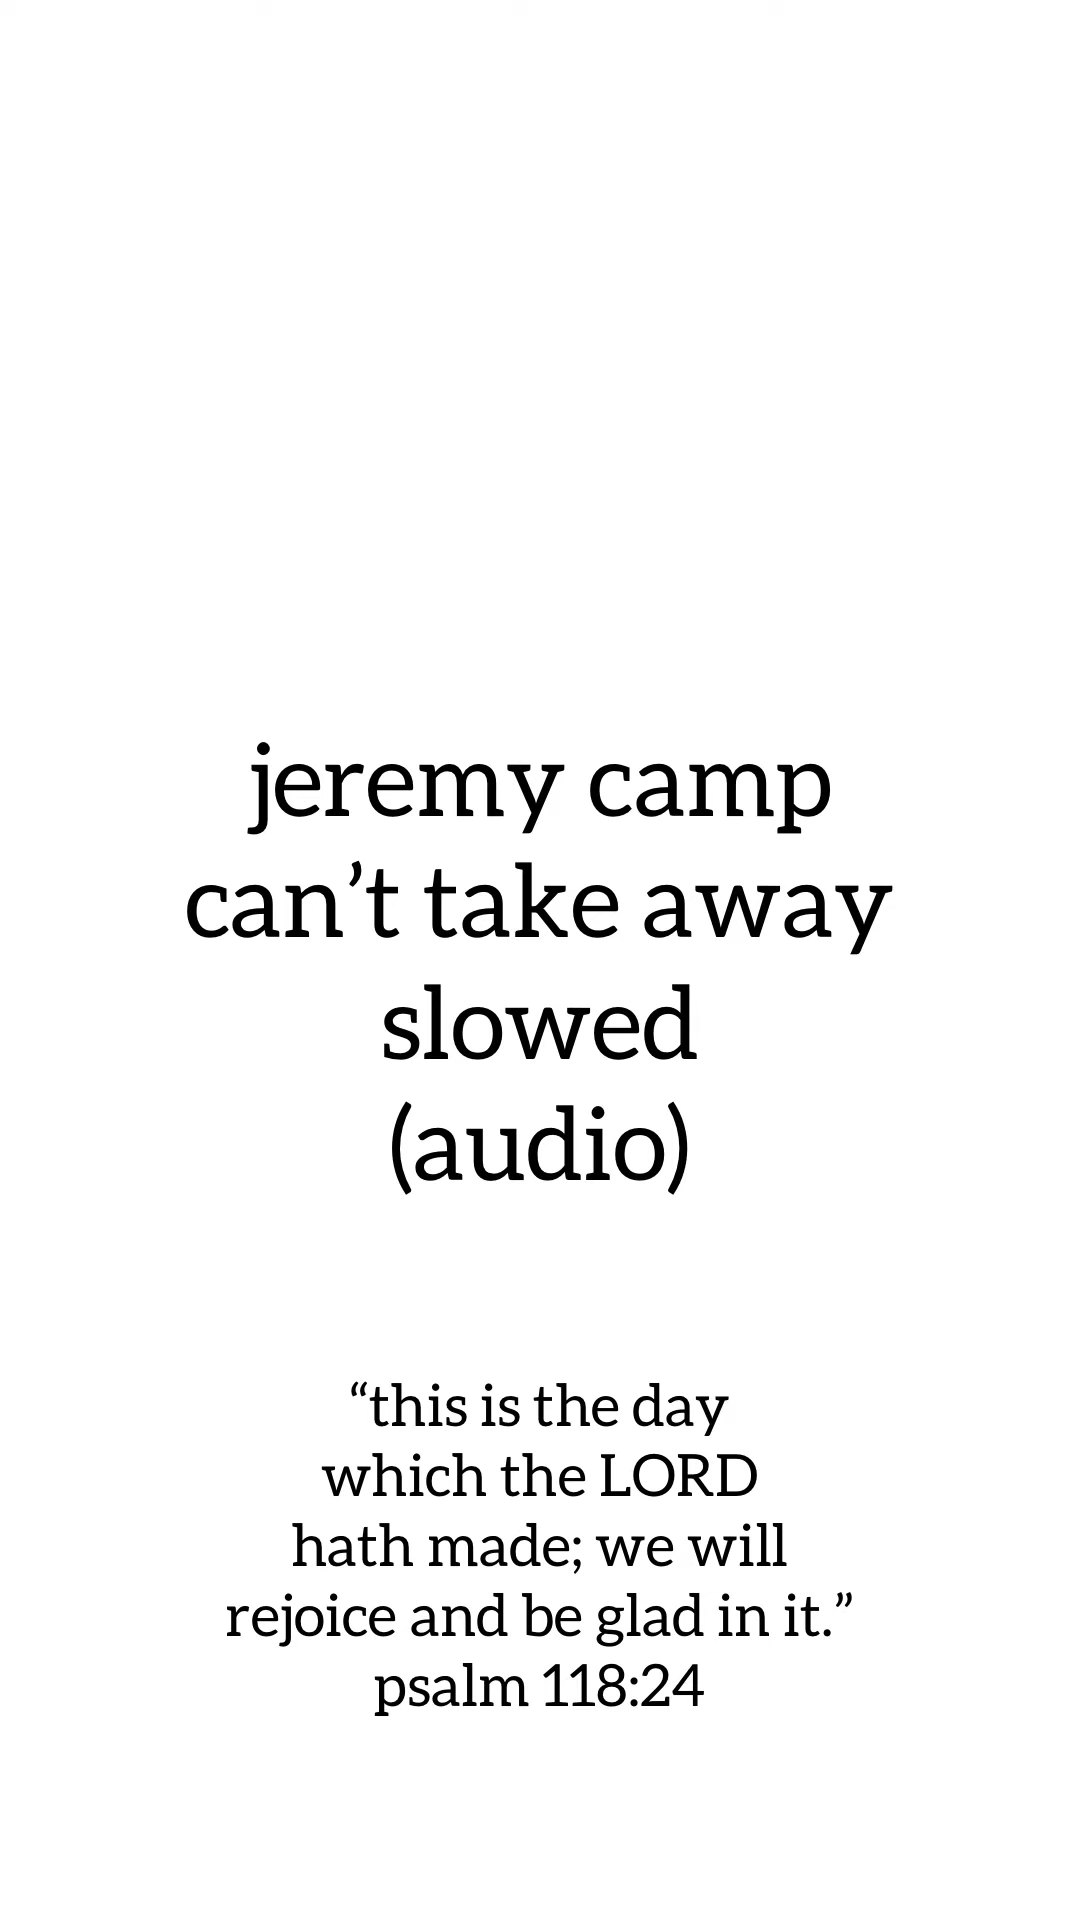 jeremy camp
can’t take away
slowed
(audio)
“this is the day
which the LORD
hath made; we will
rejoice and be glad in it.”
psalm 118:24